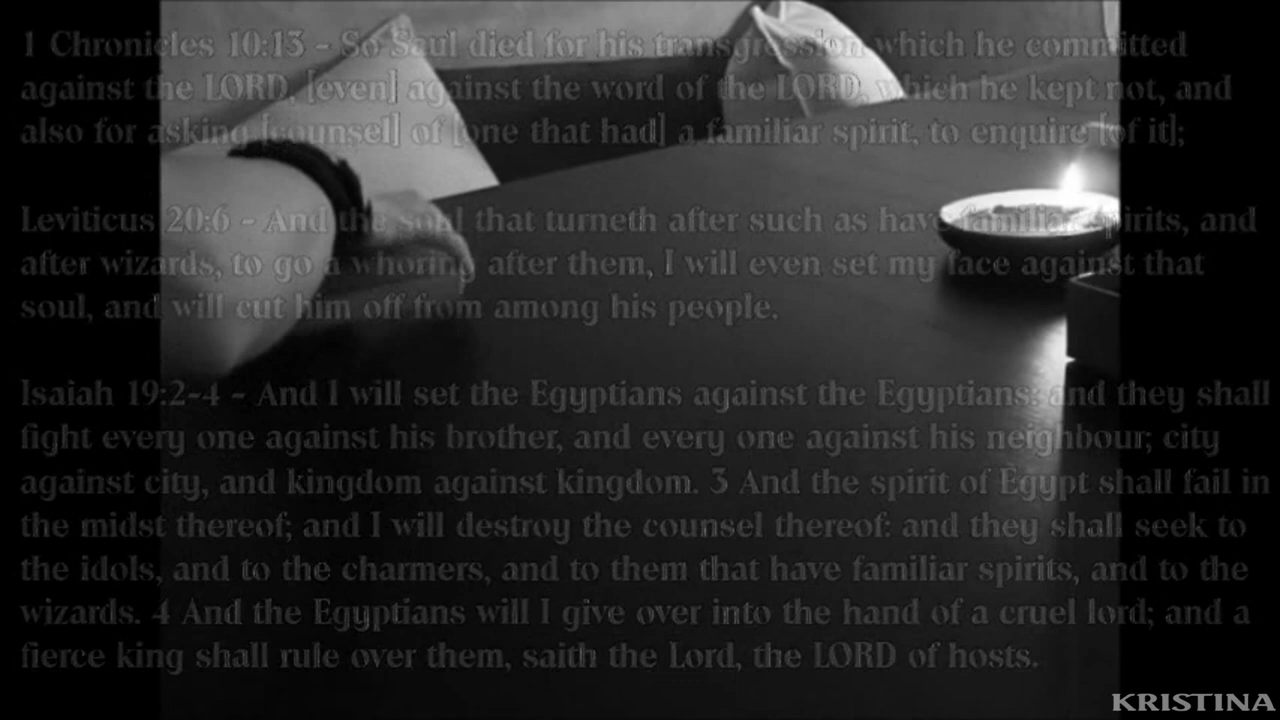 1 Chronicles 10:13 - So Saul died for his transgression which he committed
against the LORD, [even] against the word of the LORD, which he kept not, and
also for asking [counsel] of [one that had] a familiar spirit, to enquire [of it];
Leviticus 20:6 - And the soul that turneth after such as have familiar spirits, and
after wizards, to go a whoring after them, I will even set my face against that
soul, and will cut him off from among his people.
Isaiah 19:2-4 - And I will set the Egyptians against the Egyptians: and they shall
fight every one against his brother, and every one against his neighbour; city
against city, and kingdom against kingdom. 3 And the spirit of Egypt shall fail in
the midst thereof; and I will destroy the counsel thereof: and they shall seek to
the idols, and to the charmers, and to them that have familiar spirits, and to the
wizards. 4 And the Egyptians will I give over into the hand of a cruel lord; and a
fierce king shall rule over them, saith the Lord, the LORD of hosts.
KRISTINA